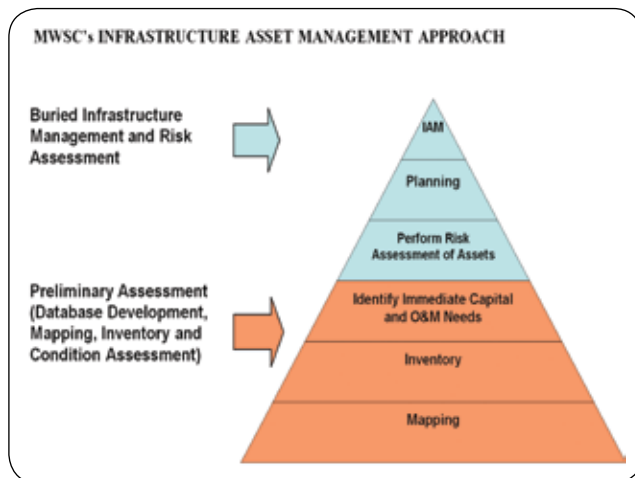 MWSC's INFRASTRUCTURE ASSET MANAGEMENT APPROACH
Buried Infrastructure
Management and Risk
Assessment
IAM
Planning
Perform Risk
Assessment of Assets
Preliminary Assessment
(Database Development,
Mapping, Inventory and
Condition Assessment)
Identify Immediate Capital
and O&M Needs
Inventory
Mapping